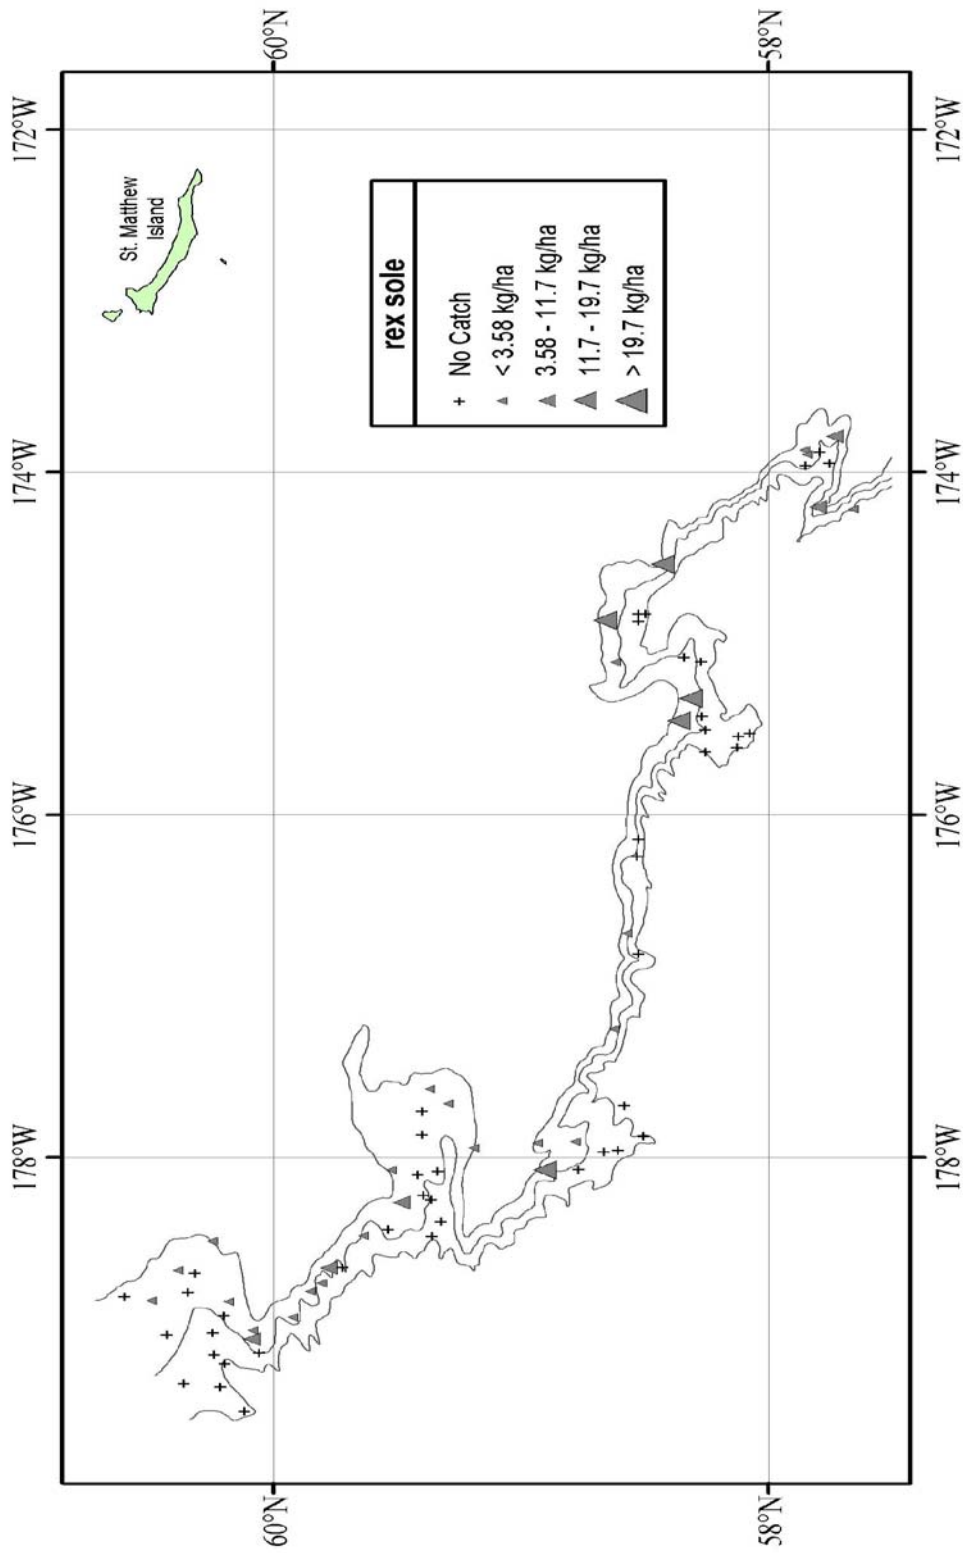 172°W
174°W
176°W
178°W
60°N
58°N
St. Matthew
Island
rex sole
No Catch
< 3.58 kg/ha
3.58 - 11.7 kg/ha
11.7 - 19.7 kg/ha
> 19.7 kg/ha
60°N
58°N
172°W
174°W
176°W
178°W